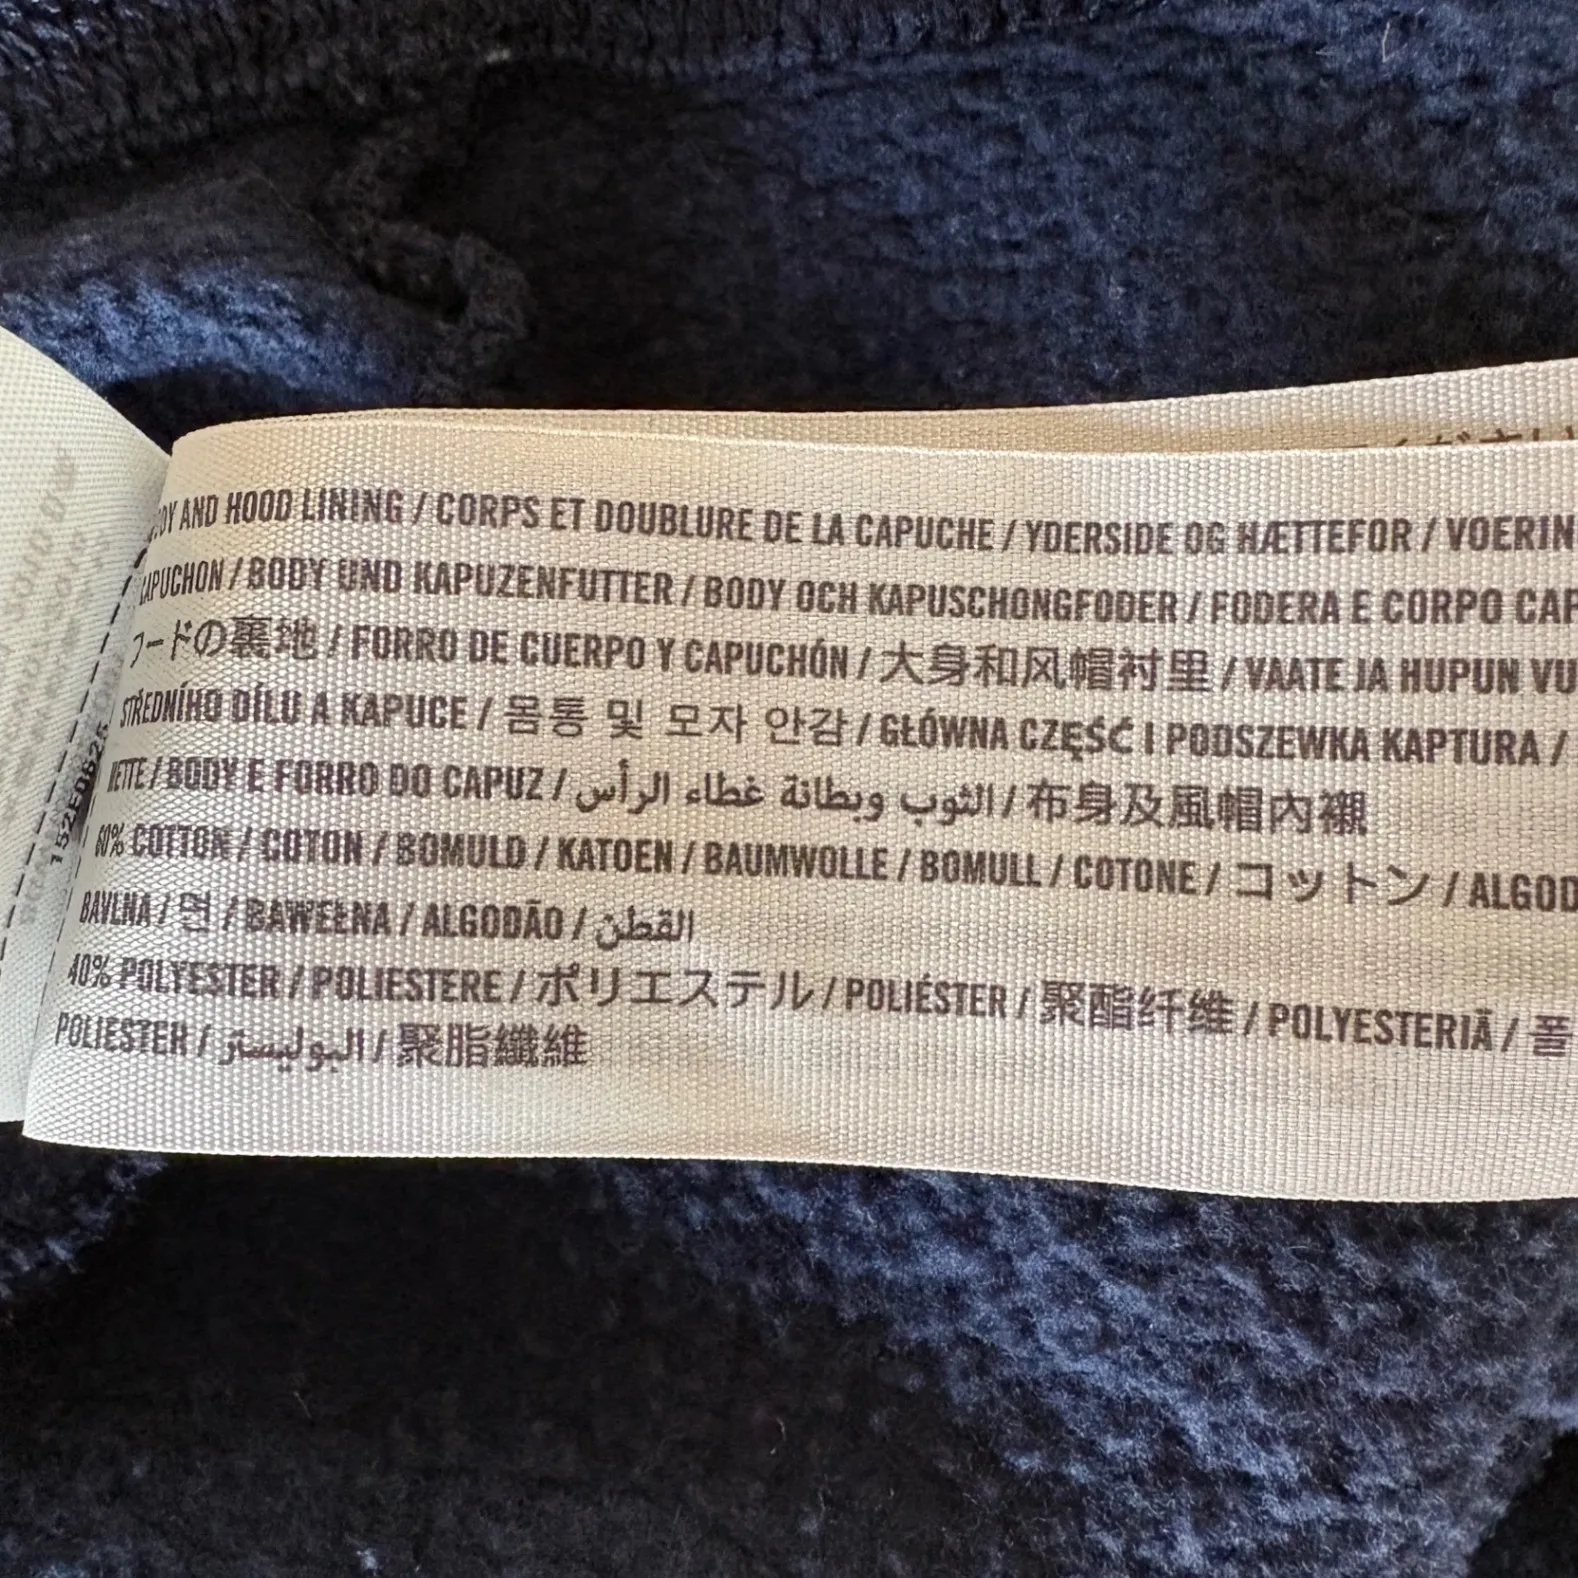 AND HOOD LINING / CORPS ET DOUBLURE DE LA CAPUCHE / YDERSIDE OG HÆTTEFOR / VOERIN
CAPUCHON / BODY UND KAPUZENFUTTER / BODY OCH KAPUSCHONGFODER / FODERA E CORPO CAP
フードの裏地 / FORRO DE CUERPO Y CAPUCHÓN / 大身和风帽衬里 / VAATE JA HUPUN VU
STŘEDNÍHO DÍLU A KAPUCE / 몸통 및 모자 안감 / GŁÓWNA CZĘŚĆ I PODSZEWKA KAPTURA /
/ BODY E FORRO DO CAPUZ / الثوب وبطانة غطاء الرأس / 布身及風帽內襯
60% COTTON / COTON / BOMULD / KATOEN / BAUMWOLLE / BOMULL / COTONE / コットン / ALGOD
BAVLNA / 면 / BAWEŁNA / ALGODÃO / القطن
40% POLYESTER / POLIESTERE / ポリエステル / POLIÉSTER / 聚酯纤维 / POLYESTERIÄ / 폴
POLIESTER / البوليستر / 聚脂纖維